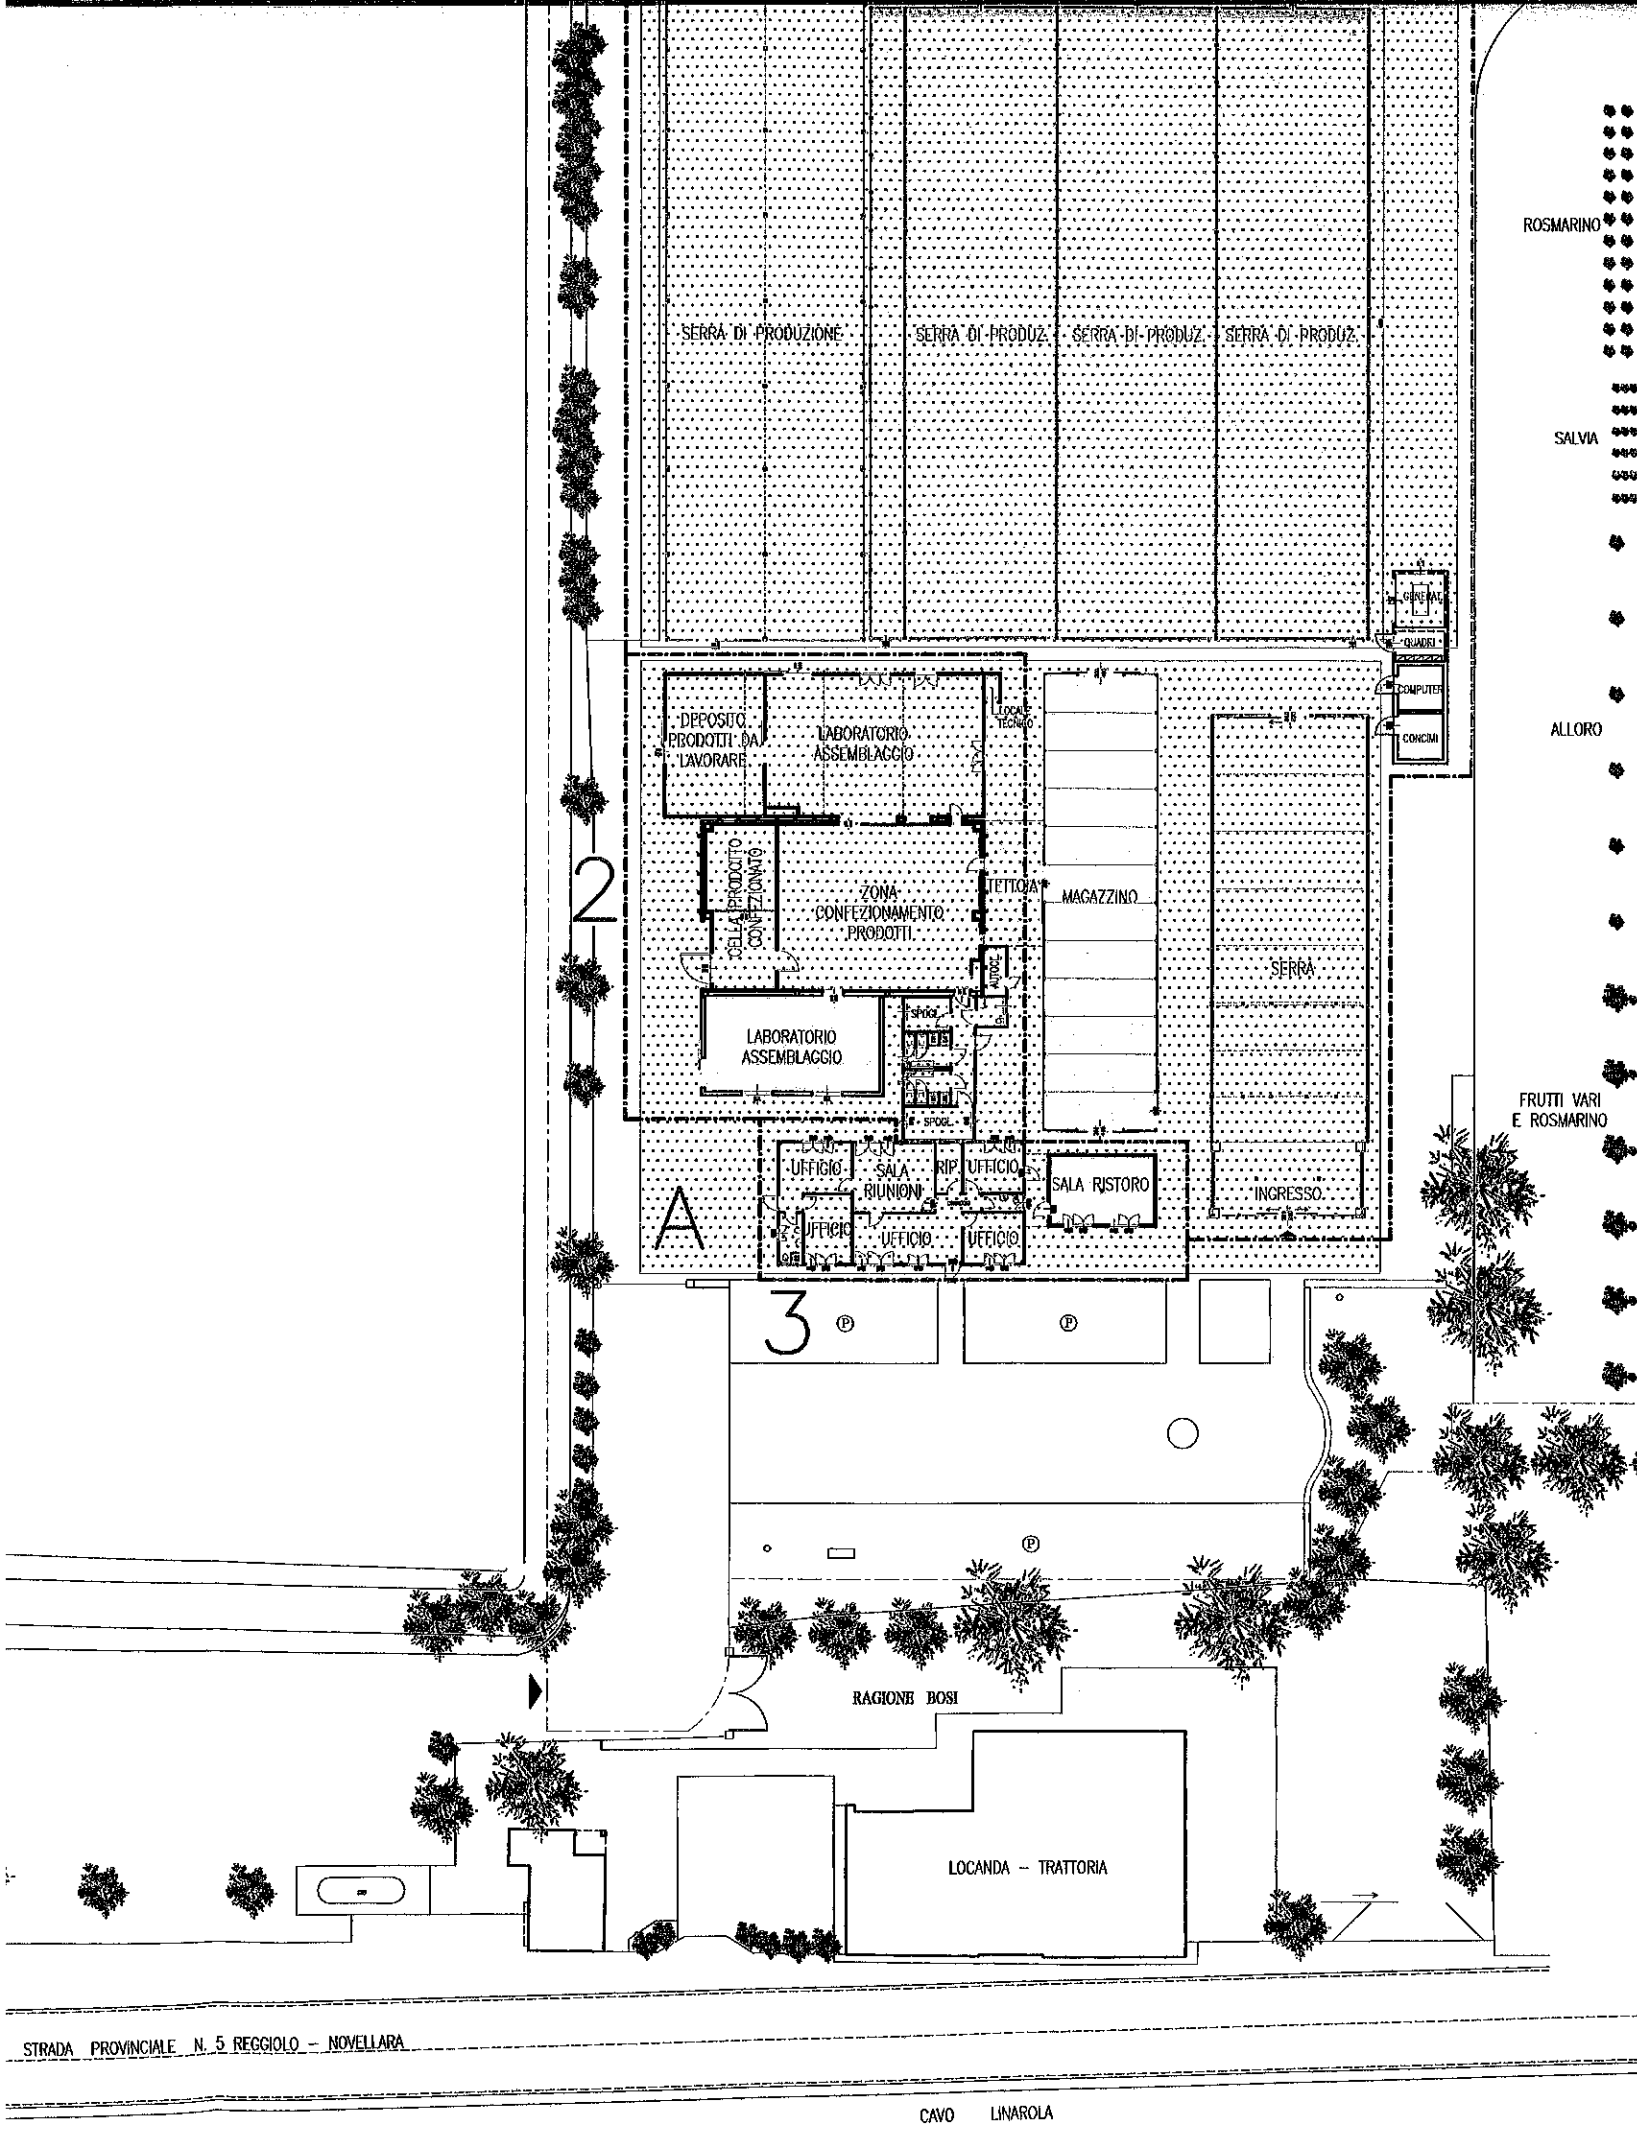 ROSMARINO
SERRA DI PRODUZIONE
SERRA DI PRODUZ.
SERRA DI PRODUZ.
SERRA DI PRODUZ.
SALVIA
GENERAT.
QUADRI
COMPUTER
CONCIMI
ALLORO
DEPOSITO
PRODOTTI DA
LAVORARE
LABORATORIO
ASSEMBLAGGIO
LOCALE
TECNICO
2
CELLA PRODOTTO
CONFEZIONATO
ZONA
CONFEZIONAMENTO
PRODOTTI
TETTOIA
MAGAZZINO
SERRA
AUTOCL.
SPOGL.
LABORATORIO
ASSEMBLAGGIO
SPOGL.
FRUTTI VARI
E ROSMARINO
A
UFFICIO
SALA
RIUNIONI
RIP.
UFFICIO
SALA RISTORO
INGRESSO
UFFICIO
UFFICIO
UFFICIO
3
P
P
P
RAGIONE BOSI
LOCANDA – TRATTORIA
STRADA PROVINCIALE N. 5 REGGIOLO – NOVELLARA
CAVO LINAROLA